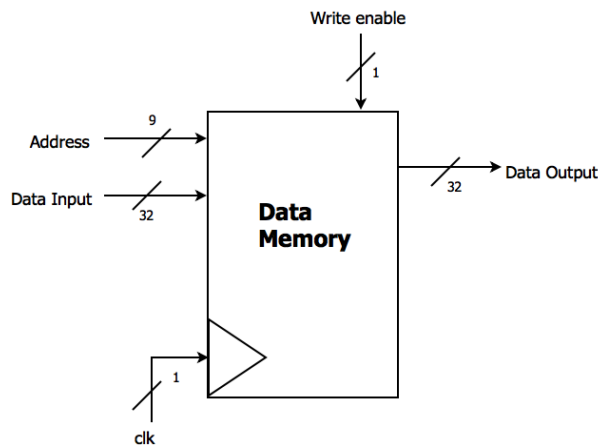 Write enable
1
9
Address
Data Input
32
Data Output
32
Data
Memory
1
clk